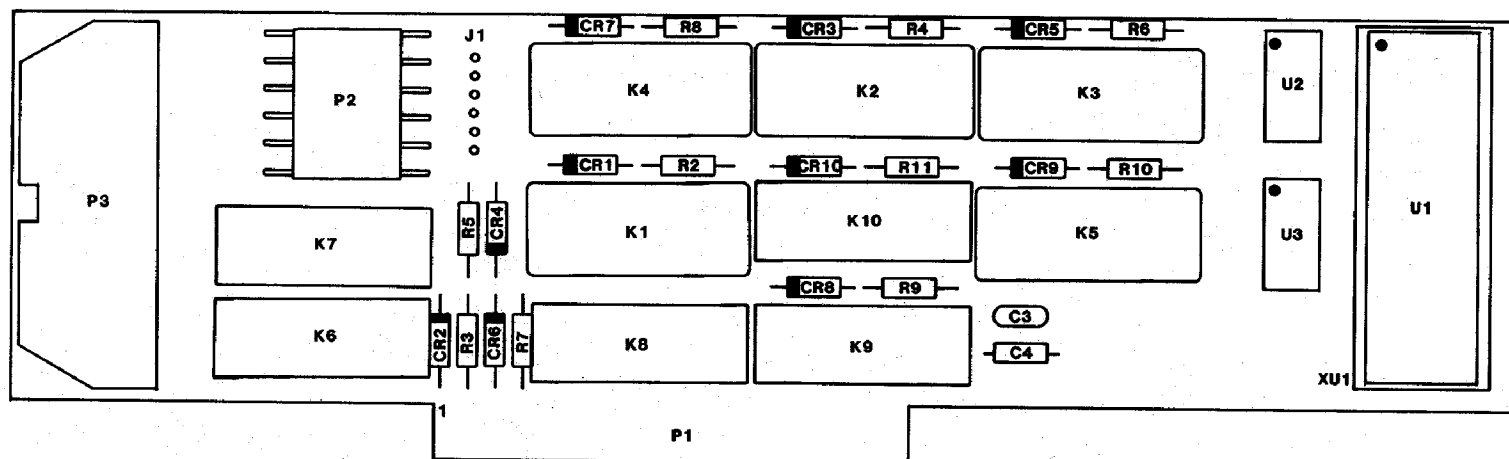 CR7 R8 CR3 R4 CR5 R6
J1
P2 K4 K2 K3 U2
CR1 R2 CR10 R11 CR9 R10
P3 R5 CR4 K1 K10 K5 U3 U1
K7
CR8 R9
K6 CR2 R3 CR6 R7 K8 K9 C3
C4
XU1
1
P1